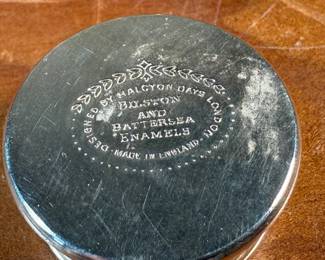 DESIGNED BY HALCYON DAYS LONDON
BILSTON
AND
BATTERSEA
ENAMELS
· MADE IN ENGLAND ·